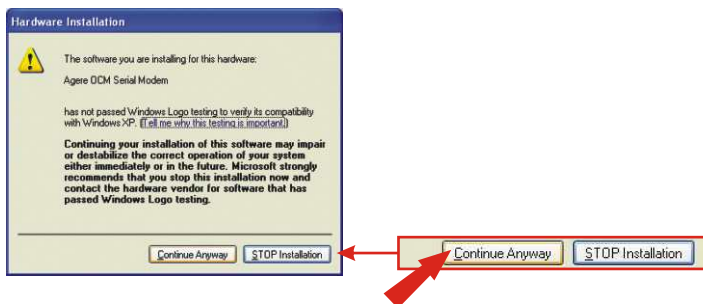 Hardware Installation
The software you are installing for this hardware:
Agere OCM Serial Modem
has not passed Windows Logo testing to verify its compatibility
with Windows XP. (Tell me why this testing is important.)
Continuing your installation of this software may impair
or destabilize the correct operation of your system
either immediately or in the future. Microsoft strongly
recommends that you stop this installation now and
contact the hardware vendor for software that has
passed Windows Logo testing.
Continue Anyway STOP Installation
Continue Anyway STOP Installation